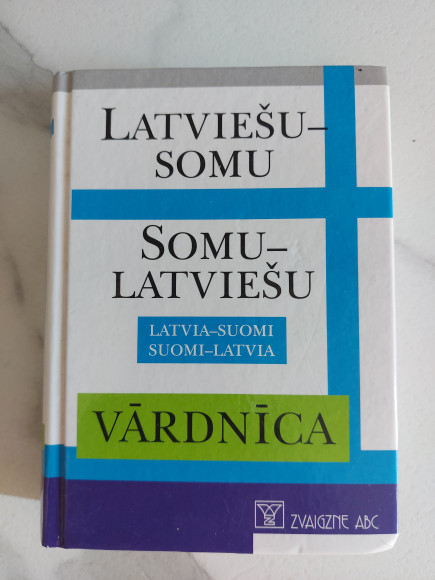 LATVIEŠU–
SOMU
SOMU–
LATVIEŠU
LATVIA–SUOMI
SUOMI–LATVIA
VĀRDNĪCA
ZVAIGZNE ABC